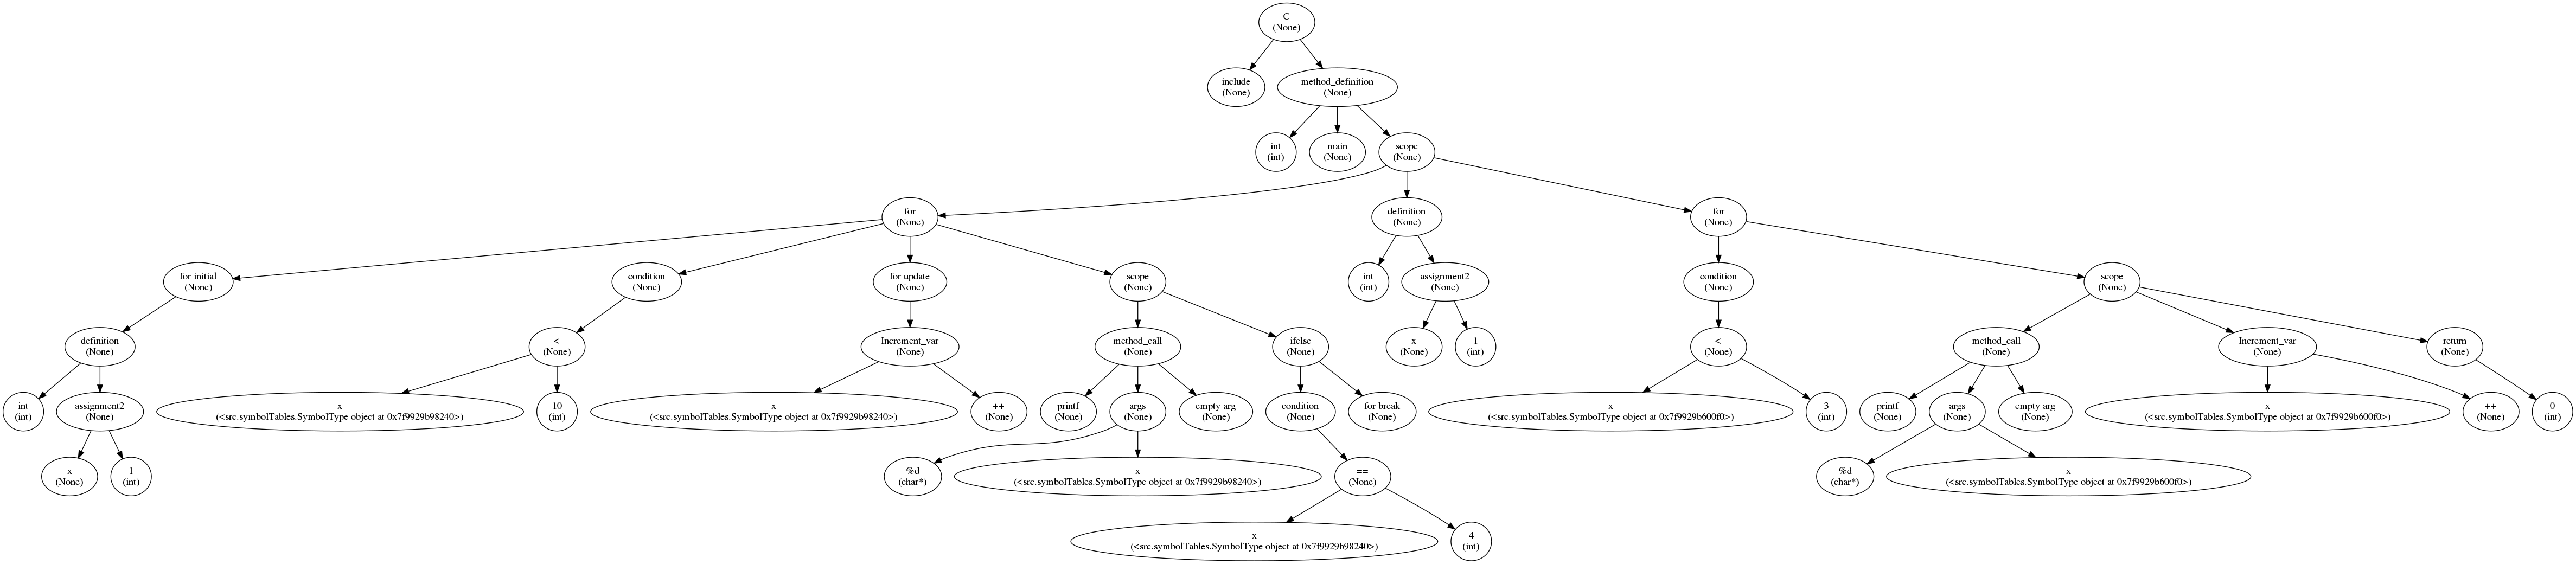 C
(None)
include
(None)
method_definition
(None)
int
(int)
main
(None)
scope
(None)
for
(None)
definition
(None)
for
(None)
for initial
(None)
condition
(None)
for update
(None)
scope
(None)
int
(int)
assignment2
(None)
condition
(None)
scope
(None)
definition
(None)
<
(None)
Increment_var
(None)
method_call
(None)
ifelse
(None)
x
(None)
1
(int)
<
(None)
method_call
(None)
Increment_var
(None)
return
(None)
int
(int)
assignment2
(None)
x
(<src.symbolTables.SymbolType object at 0x7f9929b98240>)
10
(int)
x
(<src.symbolTables.SymbolType object at 0x7f9929b98240>)
++
(None)
printf
(None)
args
(None)
empty arg
(None)
condition
(None)
for break
(None)
x
(<src.symbolTables.SymbolType object at 0x7f9929b600f0>)
3
(int)
printf
(None)
args
(None)
empty arg
(None)
x
(<src.symbolTables.SymbolType object at 0x7f9929b600f0>)
++
(None)
0
(int)
x
(None)
1
(int)
%d
(char*)
x
(<src.symbolTables.SymbolType object at 0x7f9929b98240>)
==
(None)
%d
(char*)
x
(<src.symbolTables.SymbolType object at 0x7f9929b600f0>)
x
(<src.symbolTables.SymbolType object at 0x7f9929b98240>)
4
(int)